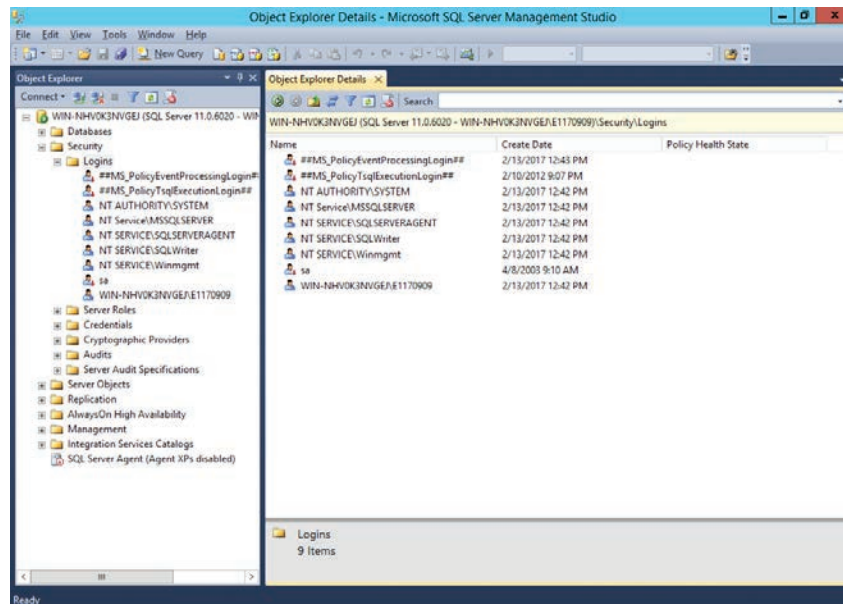 Object Explorer Details - Microsoft SQL Server Management Studio
File Edit View Tools Window Help
New Query
Object Explorer
Connect
WIN-NHV0K3NVGEJ (SQL Server 11.0.6020 - WIN
Databases
Security
Logins
##MS_PolicyEventProcessingLogin#
##MS_PolicyTsqlExecutionLogin##
NT AUTHORITY\SYSTEM
NT Service\MSSQLSERVER
NT SERVICE\SQLSERVERAGENT
NT SERVICE\SQLWriter
NT SERVICE\Winmgmt
sa
WIN-NHV0K3NVGEJ\E1170909
Server Roles
Credentials
Cryptographic Providers
Audits
Server Audit Specifications
Server Objects
Replication
AlwaysOn High Availability
Management
Integration Services Catalogs
SQL Server Agent (Agent XPs disabled)
Object Explorer Details
Search
WIN-NHV0K3NVGEJ (SQL Server 11.0.6020 - WIN-NHV0K3NVGEJ\E1170909)\Security\Logins
Name Create Date Policy Health State
##MS_PolicyEventProcessingLogin## 2/13/2017 12:43 PM
##MS_PolicyTsqlExecutionLogin## 2/10/2012 9:07 PM
NT AUTHORITY\SYSTEM 2/13/2017 12:42 PM
NT Service\MSSQLSERVER 2/13/2017 12:42 PM
NT SERVICE\SQLSERVERAGENT 2/13/2017 12:42 PM
NT SERVICE\SQLWriter 2/13/2017 12:42 PM
NT SERVICE\Winmgmt 2/13/2017 12:42 PM
sa 4/8/2003 9:10 AM
WIN-NHV0K3NVGEJ\E1170909 2/13/2017 12:42 PM
Logins
9 Items
Ready